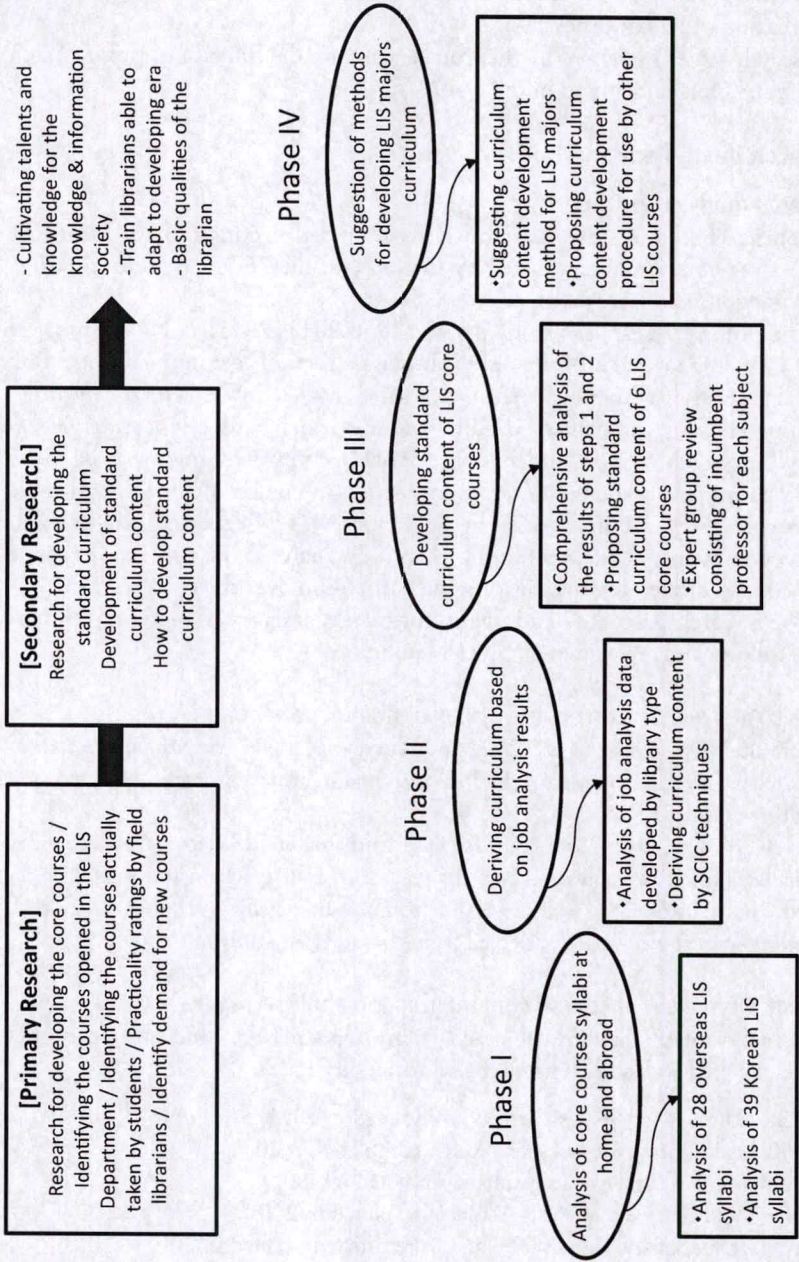 [Primary Research]
Research for developing the core courses /
Identifying the courses opened in the LIS
Department / Identifying the courses actually
taken by students / Practicality ratings by field
librarians / Identify demand for new courses
[Secondary Research]
Research for developing the
standard curriculum
Development of standard
curriculum content
How to develop standard
curriculum content
- Cultivating talents and
knowledge for the
knowledge & information
society
- Train librarians able to
adapt to developing era
-Basic qualities of the
librarian
Phase I
Analysis of core courses syllabi at
home and abroad
•Analysis of 28 overseas LIS
syllabi
•Analysis of 39 Korean LIS
syllabi
Phase II
Deriving curriculum based
on job analysis results
•Analysis of job analysis data
developed by library type
•Deriving curriculum content
by SCIC techniques
Phase III
Developing standard
curriculum content of LIS core
courses
•Comprehensive analysis of
the results of steps 1 and 2
•Proposing standard
curriculum content of 6 LIS
core courses
•Expert group review
consisting of incumbent
professor for each subject
Phase IV
Suggestion of methods
for developing LIS majors
curriculum
•Suggesting curriculum
content development
method for LIS majors
•Proposing curriculum
content development
procedure for use by other
LIS courses